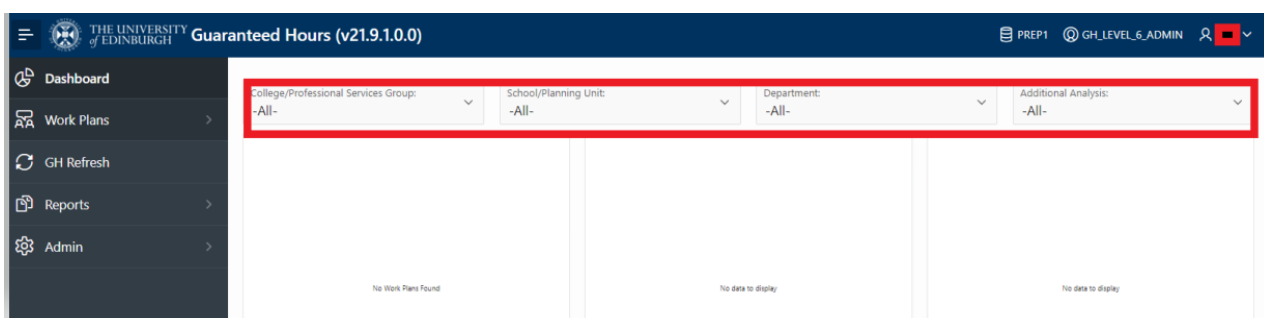 THE UNIVERSITY
of EDINBURGH
Guaranteed Hours (v21.9.1.0.0)
PREP1
GH_LEVEL_6_ADMIN
Dashboard
Work Plans
GH Refresh
Reports
Admin
College/Professional Services Group:
-All-
School/Planning Unit:
-All-
Department:
-All-
Additional Analysis:
-All-
No Work Plans Found
No data to display
No data to display